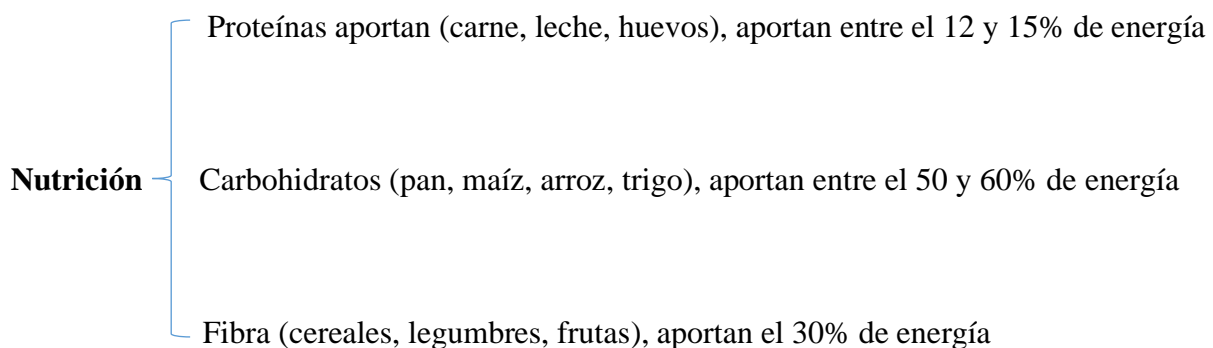 Proteínas aportan (carne, leche, huevos), aportan entre el 12 y 15% de energía
Nutrición
Carbohidratos (pan, maíz, arroz, trigo), aportan entre el 50 y 60% de energía
Fibra (cereales, legumbres, frutas), aportan el 30% de energía